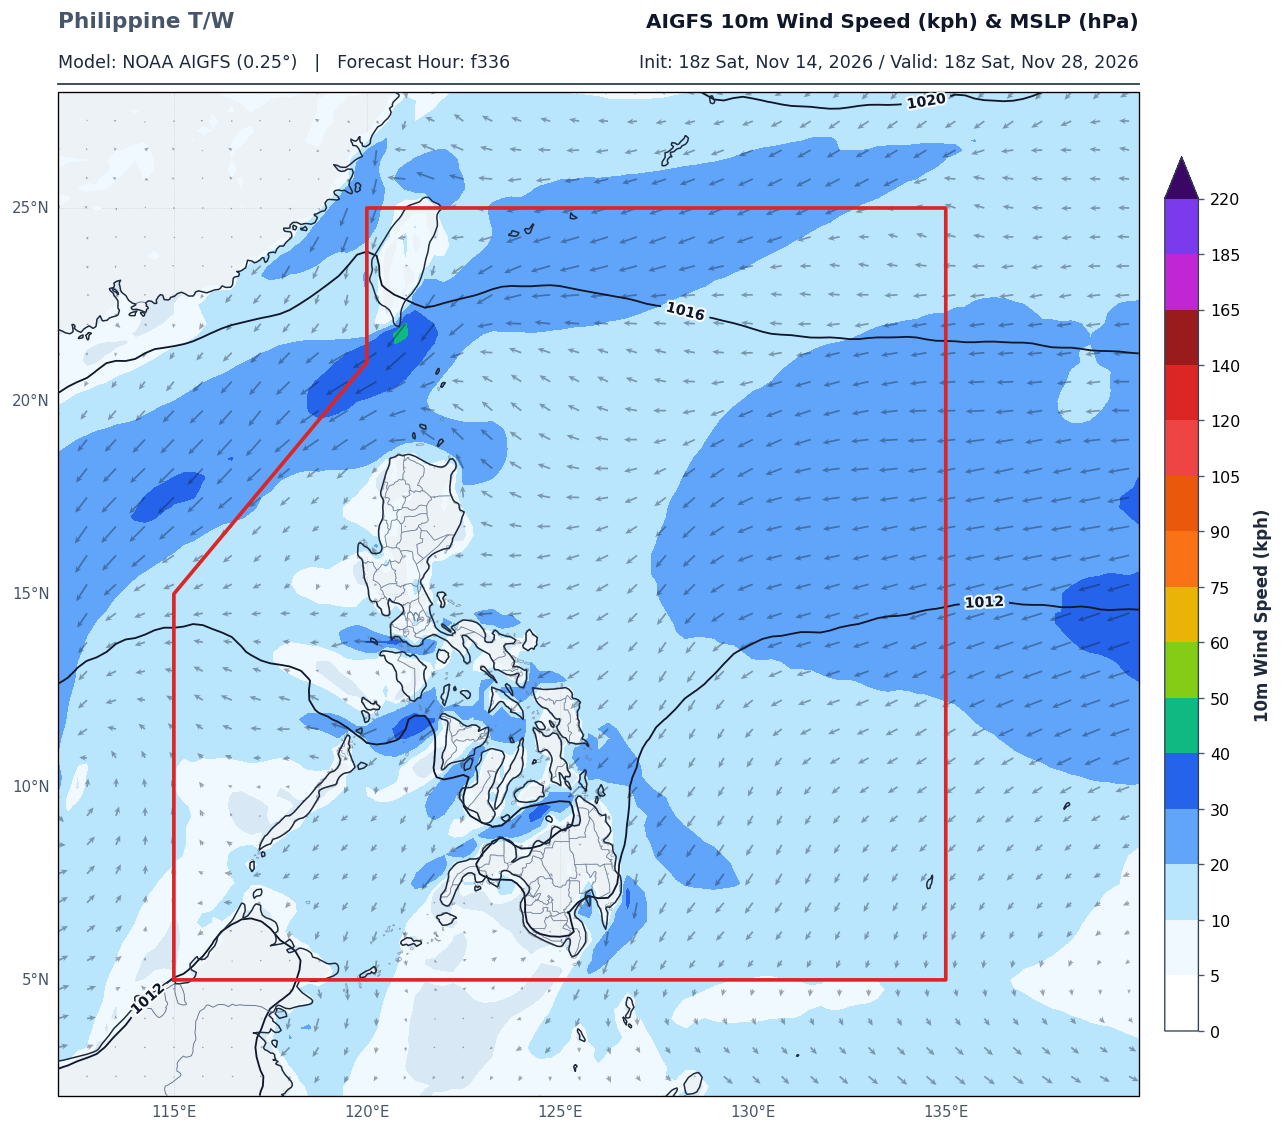 Philippine T/W
AIGFS 10m Wind Speed (kph) & MSLP (hPa)
Model: NOAA AIGFS (0.25°)   |   Forecast Hour: f336
Init: 18z Sat, Nov 14, 2026 / Valid: 18z Sat, Nov 28, 2026
1020
1016
1012
1012
25°N
20°N
15°N
10°N
5°N
115°E
120°E
125°E
130°E
135°E
220
185
165
140
120
105
90
75
60
50
40
30
20
10
5
0
10m Wind Speed (kph)